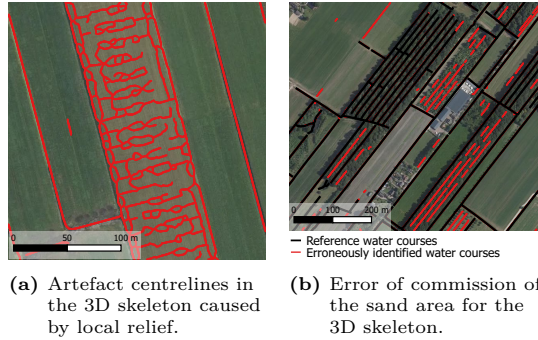 0 50 100 m
0 100 200 m
Reference water courses
Erroneously identified water courses
(a) Artefact centrelines in
the 3D skeleton caused
by local relief.
(b) Error of commission of
the sand area for the
3D skeleton.